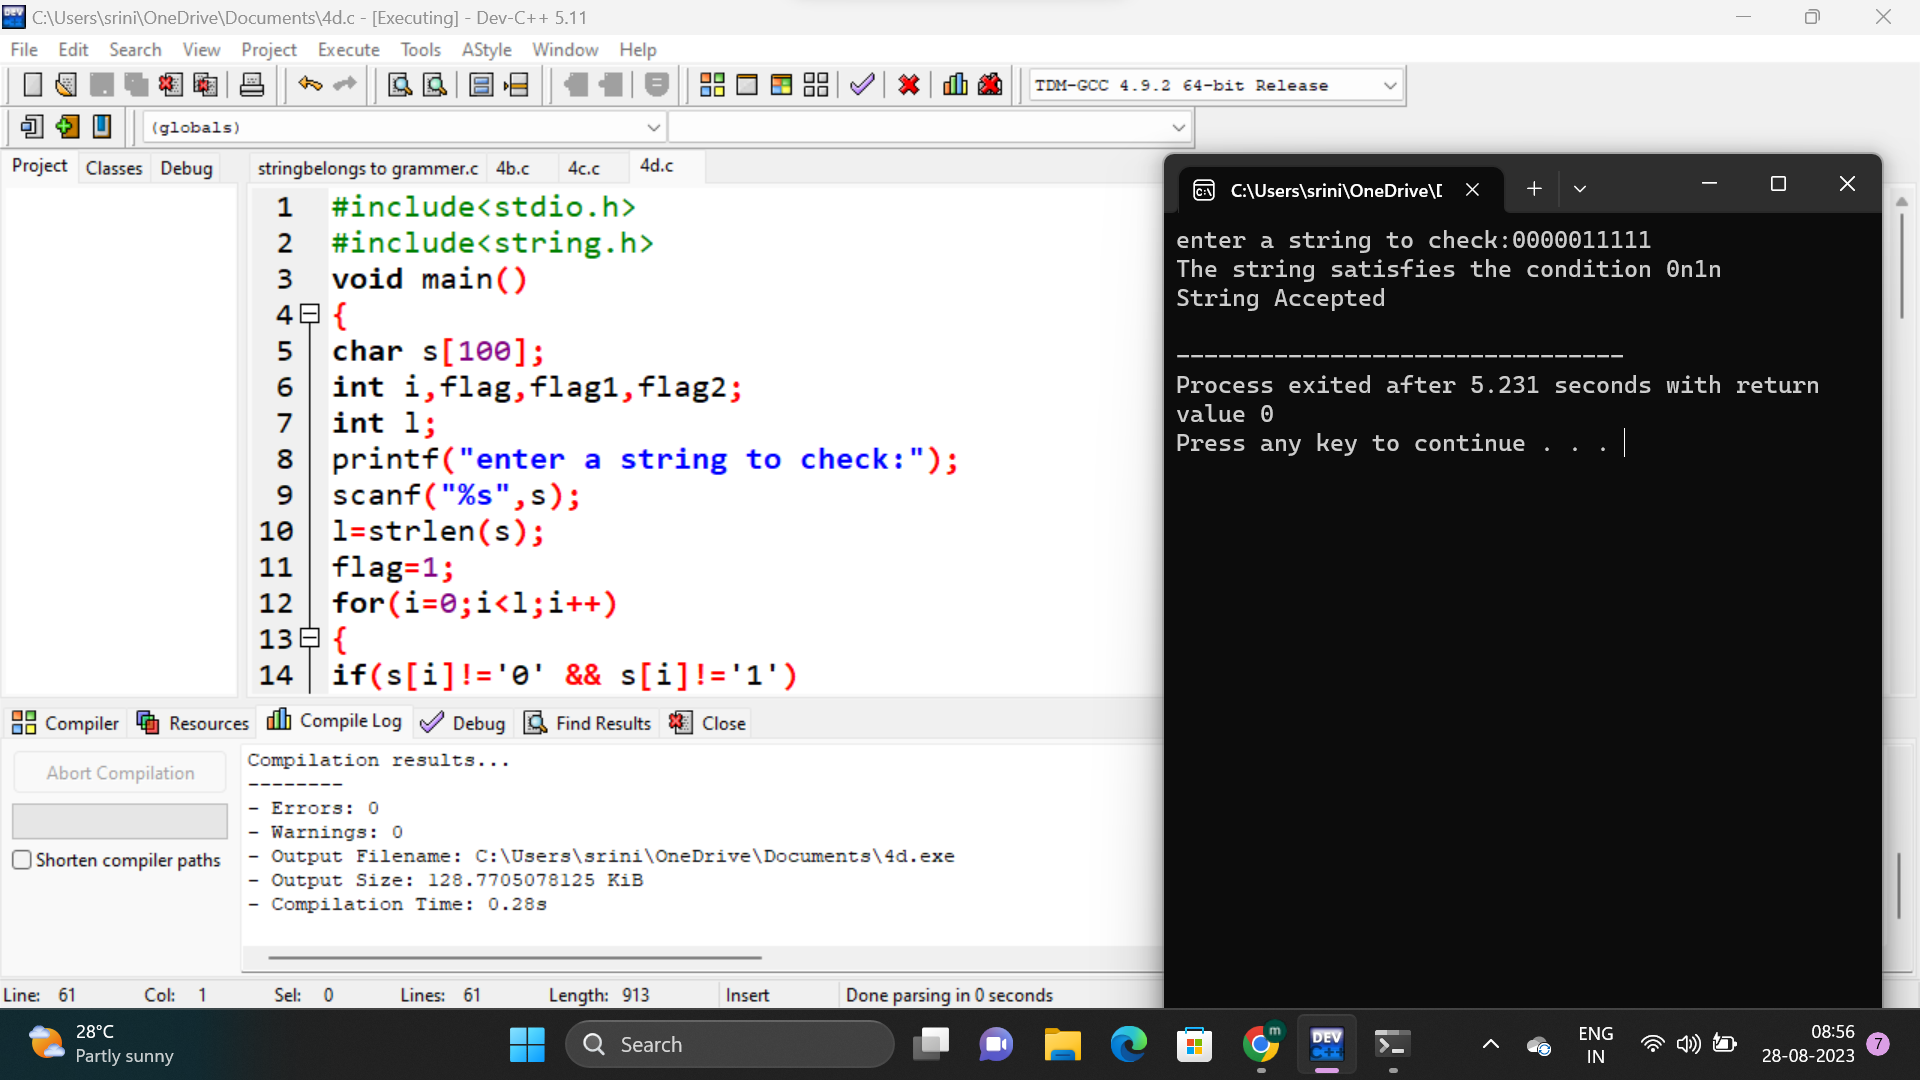 C:\Users\srini\OneDrive\Documents\4d.c - [Executing] - Dev-C++ 5.11
File Edit Search View Project Execute Tools AStyle Window Help
TDM-GCC 4.9.2 64-bit Release
(globals)
Project Classes Debug
stringbelongs to grammer.c 4b.c 4c.c 4d.c
1 #include<stdio.h>
2 #include<string.h>
3 void main()
4 {
5 char s[100];
6 int i,flag,flag1,flag2;
7 int l;
8 printf("enter a string to check:");
9 scanf("%s",s);
10 l=strlen(s);
11 flag=1;
12 for(i=0;i<l;i++)
13 {
14 if(s[i]!='0' && s[i]!='1')
C:\Users\srini\OneDrive\D
enter a string to check:0000011111
The string satisfies the condition 0n1n
String Accepted
--------------------------------
Process exited after 5.231 seconds with return
value 0
Press any key to continue . . .
Compiler Resources Compile Log Debug Find Results Close
Abort Compilation
Shorten compiler paths
Compilation results...
--------
- Errors: 0
- Warnings: 0
- Output Filename: C:\Users\srini\OneDrive\Documents\4d.exe
- Output Size: 128.7705078125 KiB
- Compilation Time: 0.28s
Line: 61 Col: 1 Sel: 0 Lines: 61 Length: 913 Insert Done parsing in 0 seconds
28°C
Partly sunny
Search
m
DEV
C++
ENG
IN
08:56
28-08-2023
7